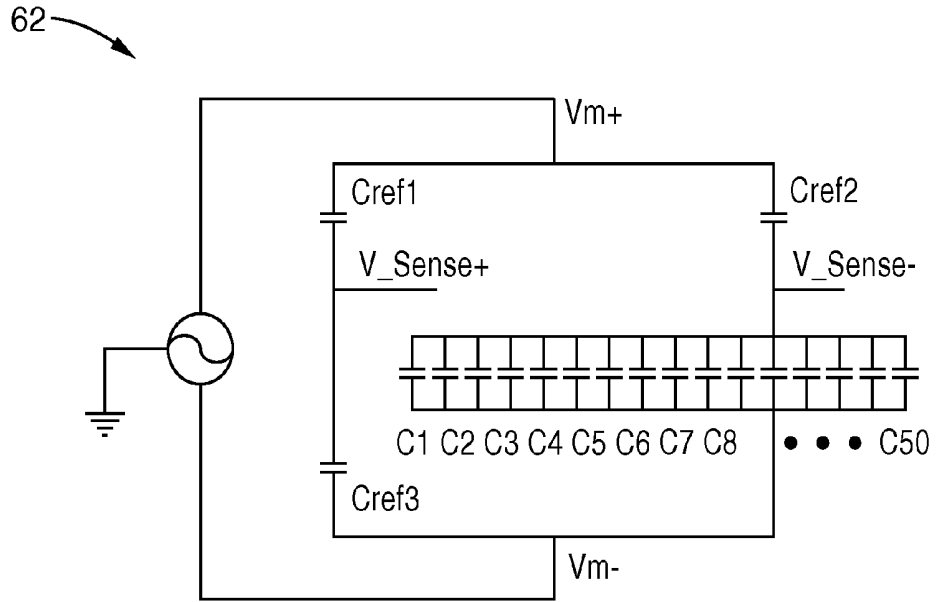 62
Vm+
Cref1
Cref2
V_Sense+
V_Sense-
C1 C2 C3 C4 C5 C6 C7 C8 ● ● ● C50
Cref3
Vm-